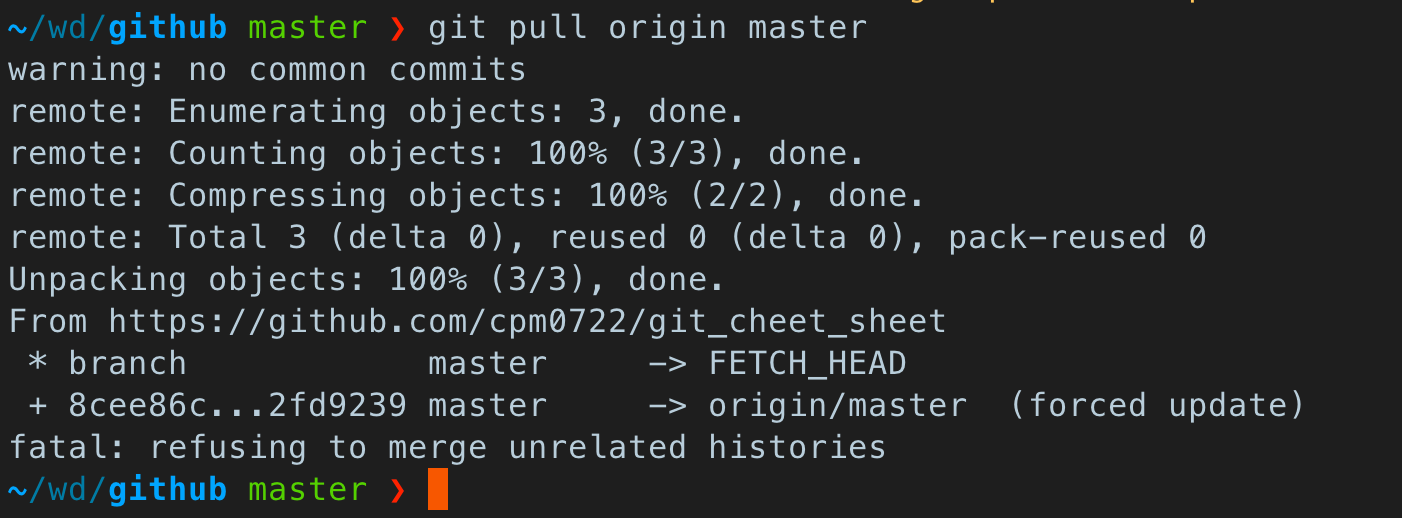 ~/wd/github master ❯ git pull origin master
warning: no common commits
remote: Enumerating objects: 3, done.
remote: Counting objects: 100% (3/3), done.
remote: Compressing objects: 100% (2/2), done.
remote: Total 3 (delta 0), reused 0 (delta 0), pack-reused 0
Unpacking objects: 100% (3/3), done.
From https://github.com/cpm0722/git_cheet_sheet
 * branch            master     -> FETCH_HEAD
 + 8cee86c...2fd9239 master     -> origin/master  (forced update)
fatal: refusing to merge unrelated histories
~/wd/github master ❯